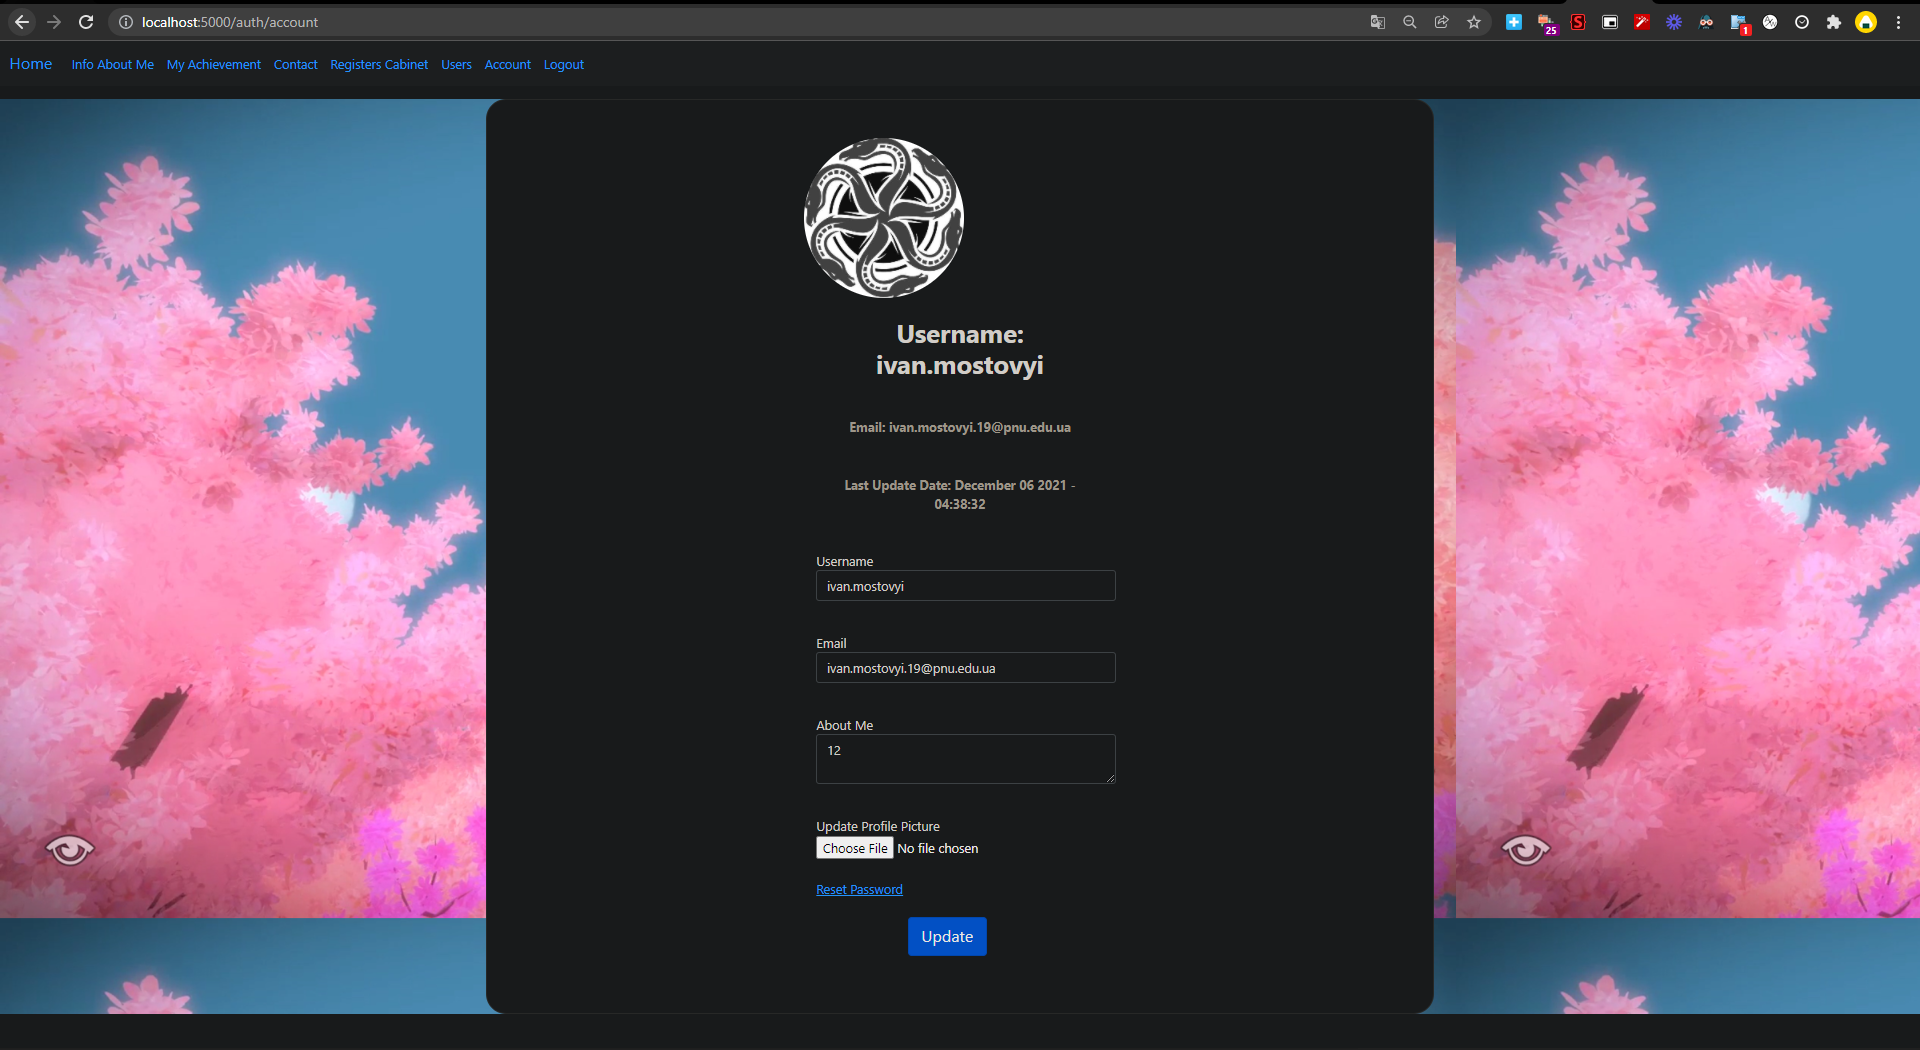 localhost:5000/auth/account
25
S
1
Home Info About Me My Achievement Contact Registers Cabinet Users Account Logout
Username:
ivan.mostovyi
Email: ivan.mostovyi.19@pnu.edu.ua
Last Update Date: December 06 2021 -
04:38:32
Username
ivan.mostovyi
Email
ivan.mostovyi.19@pnu.edu.ua
About Me
12
Update Profile Picture
Choose File No file chosen
Reset Password
Update